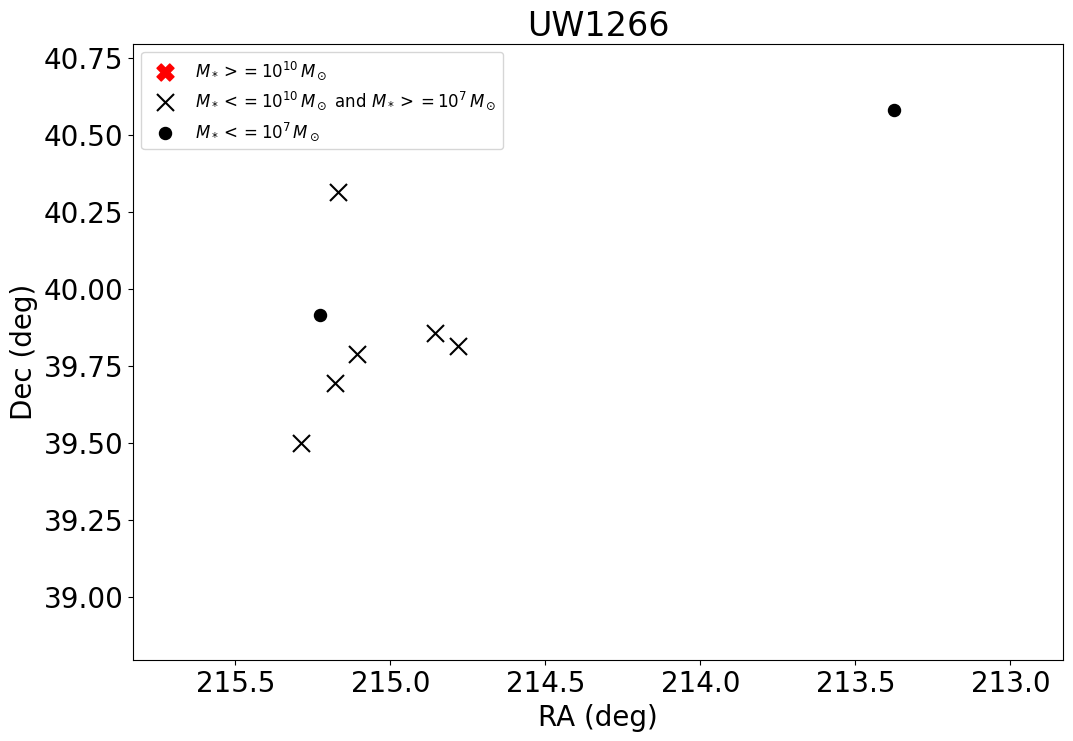 UW1266
M* >= 10^10 M⊙
M* <= 10^10 M⊙ and M* >= 10^7 M⊙
M* <= 10^7 M⊙
40.75
40.50
40.25
40.00
39.75
39.50
39.25
39.00
Dec (deg)
215.5 215.0 214.5 214.0 213.5 213.0
RA (deg)